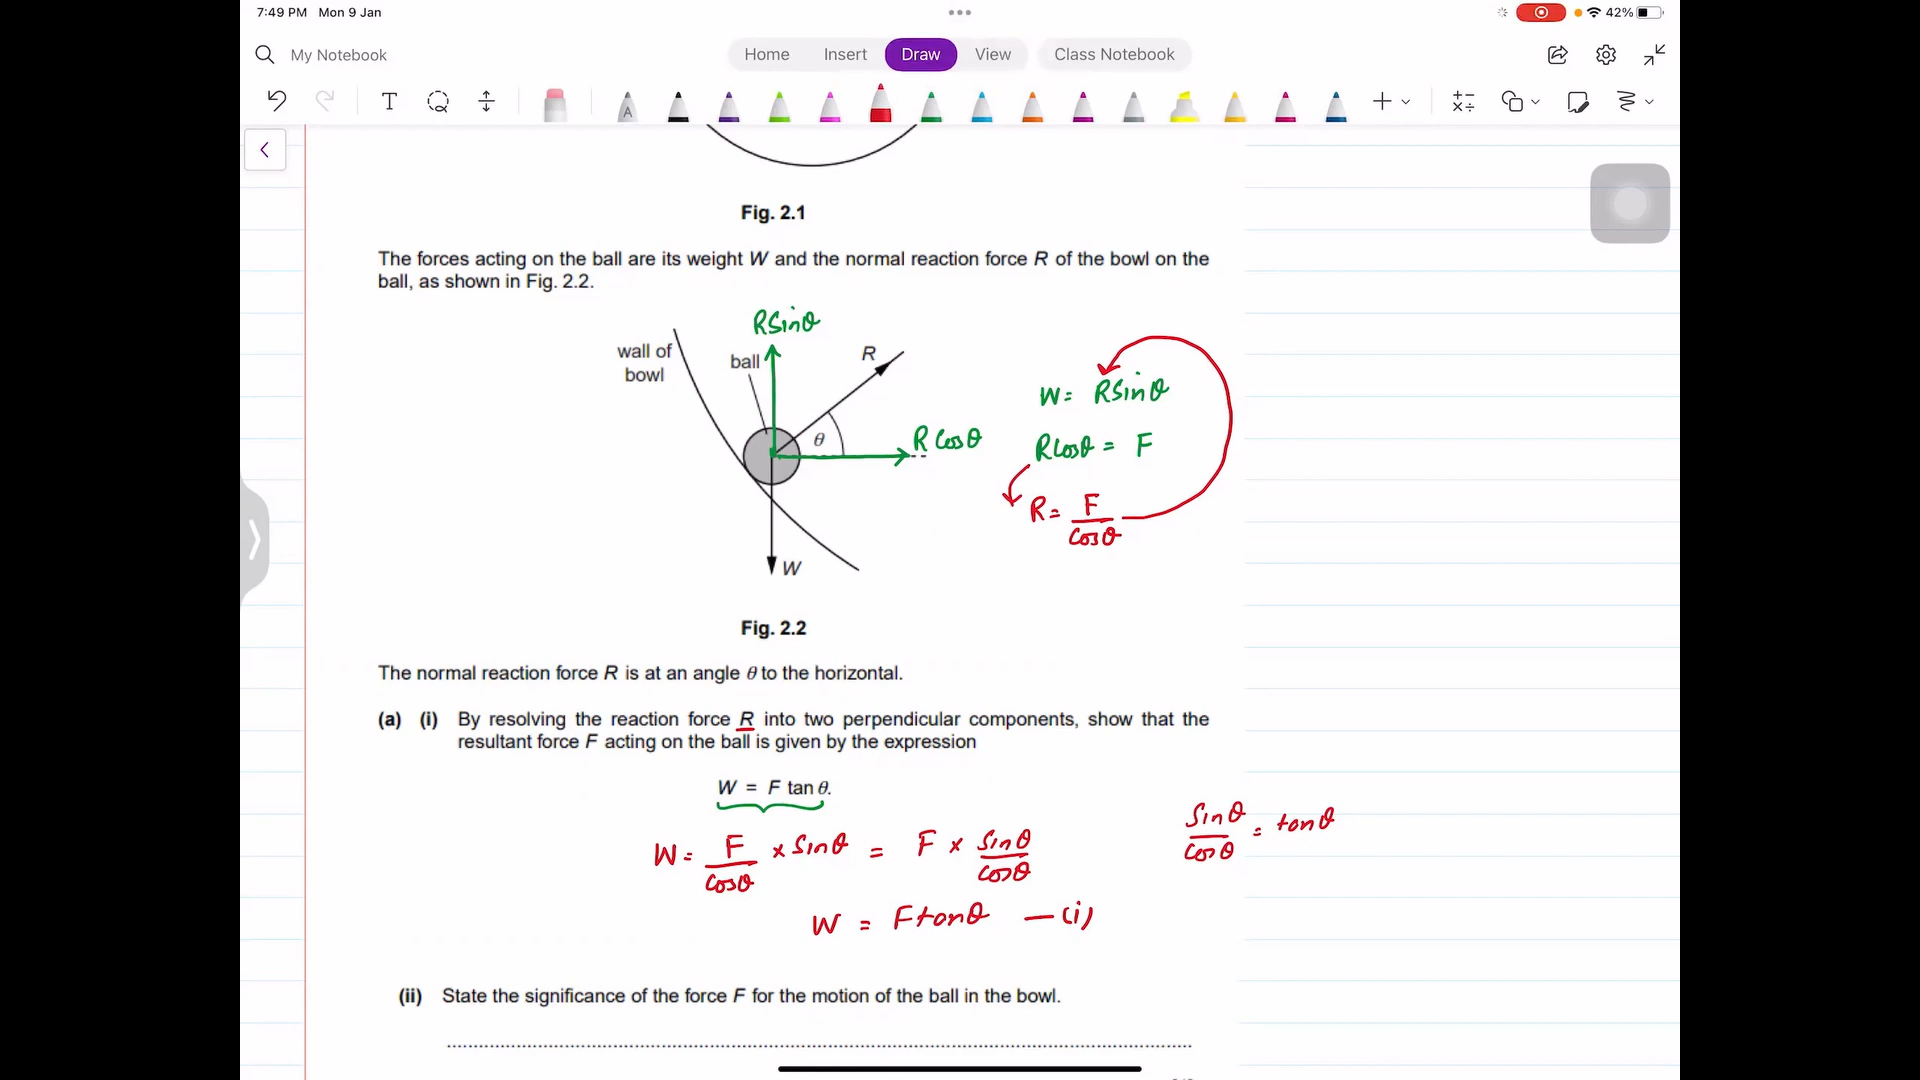 7:49 PM Mon 9 Jan
42%
My Notebook
Home Insert Draw View Class Notebook
T
A
Fig. 2.1
The forces acting on the ball are its weight W and the normal reaction force R of the bowl on the
ball, as shown in Fig. 2.2.
RSinθ
wall of
bowl
ball
R
θ
R Cosθ
W
W = RSinθ
RCosθ = F
R = F/Cosθ
Fig. 2.2
The normal reaction force R is at an angle θ to the horizontal.
(a) (i) By resolving the reaction force R into two perpendicular components, show that the
resultant force F acting on the ball is given by the expression
W = F tan θ.
W = F/Cosθ × Sinθ = F × Sinθ/Cosθ
Sinθ/Cosθ = tanθ
W = Ftanθ —(i)
(ii) State the significance of the force F for the motion of the ball in the bowl.